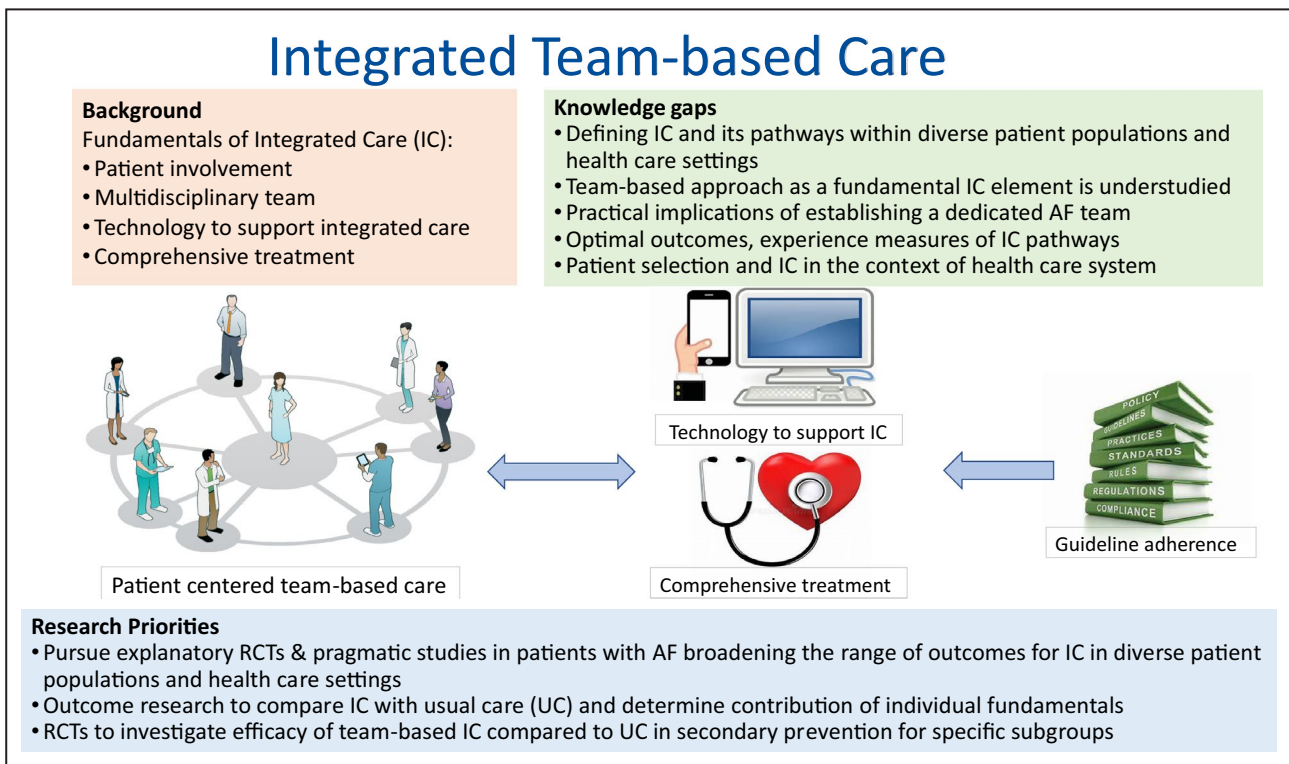 Integrated Team-based Care
Background
Fundamentals of Integrated Care (IC):
• Patient involvement
• Multidisciplinary team
• Technology to support integrated care
• Comprehensive treatment
Knowledge gaps
• Defining IC and its pathways within diverse patient populations and
health care settings
• Team-based approach as a fundamental IC element is understudied
• Practical implications of establishing a dedicated AF team
• Optimal outcomes, experience measures of IC pathways
• Patient selection and IC in the context of health care system
Patient centered team-based care
Technology to support IC
Comprehensive treatment
POLICY
GUIDELINES
PRACTICES
STANDARDS
RULES
REGULATIONS
COMPLIANCE
Guideline adherence
Research Priorities
• Pursue explanatory RCTs & pragmatic studies in patients with AF broadening the range of outcomes for IC in diverse patient
populations and health care settings
• Outcome research to compare IC with usual care (UC) and determine contribution of individual fundamentals
• RCTs to investigate efficacy of team-based IC compared to UC in secondary prevention for specific subgroups